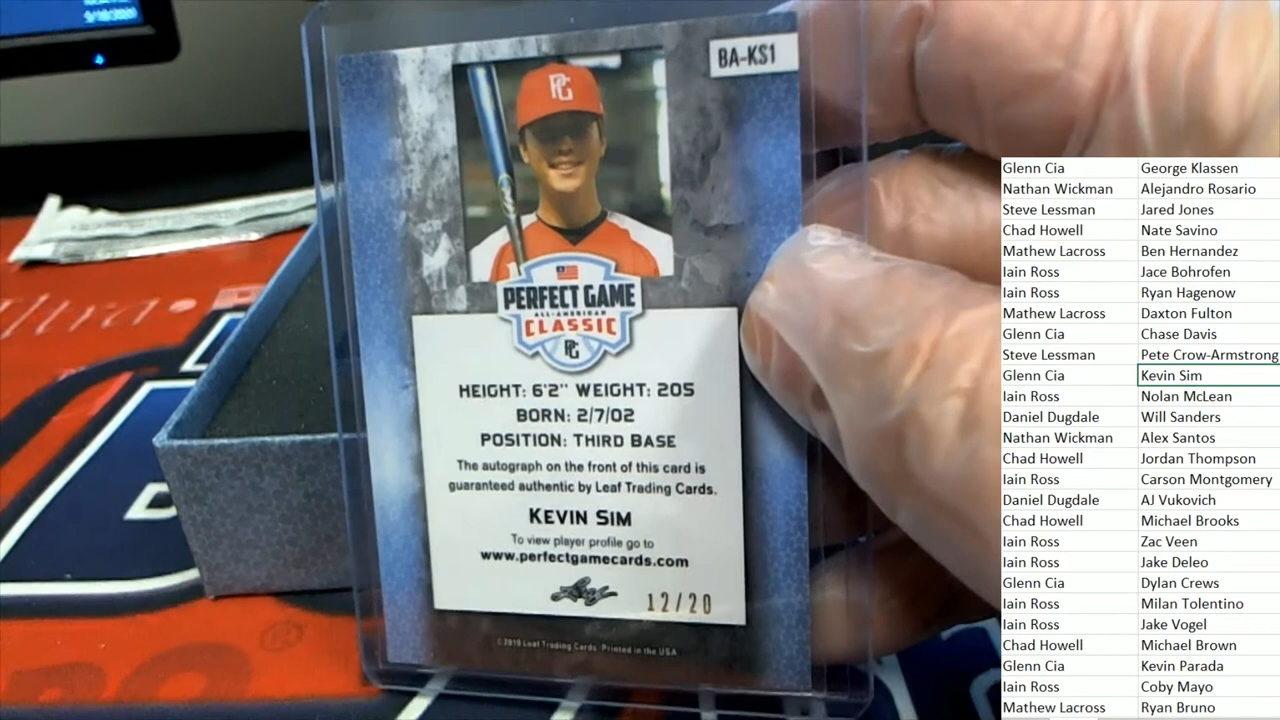 9/18/2020
BA-KS1
PG
PERFECT GAME
ALL-AMERICAN
CLASSIC
PG
HEIGHT: 6'2" WEIGHT: 205
BORN: 2/7/02
POSITION: THIRD BASE
The autograph on the front of this card is
guaranteed authentic by Leaf Trading Cards.
KEVIN SIM
To view player profile go to
www.perfectgamecards.com
Leaf
12/20
©2019 Leaf Trading Cards. Printed in the USA
Glenn Cia George Klassen
Nathan Wickman Alejandro Rosario
Steve Lessman Jared Jones
Chad Howell Nate Savino
Mathew Lacross Ben Hernandez
Iain Ross Jace Bohrofen
Iain Ross Ryan Hagenow
Mathew Lacross Daxton Fulton
Glenn Cia Chase Davis
Steve Lessman Pete Crow-Armstrong
Glenn Cia Kevin Sim
Iain Ross Nolan McLean
Daniel Dugdale Will Sanders
Nathan Wickman Alex Santos
Chad Howell Jordan Thompson
Iain Ross Carson Montgomery
Daniel Dugdale AJ Vukovich
Chad Howell Michael Brooks
Iain Ross Zac Veen
Iain Ross Jake Deleo
Glenn Cia Dylan Crews
Iain Ross Milan Tolentino
Iain Ross Jake Vogel
Chad Howell Michael Brown
Glenn Cia Kevin Parada
Iain Ross Coby Mayo
Mathew Lacross Ryan Bruno